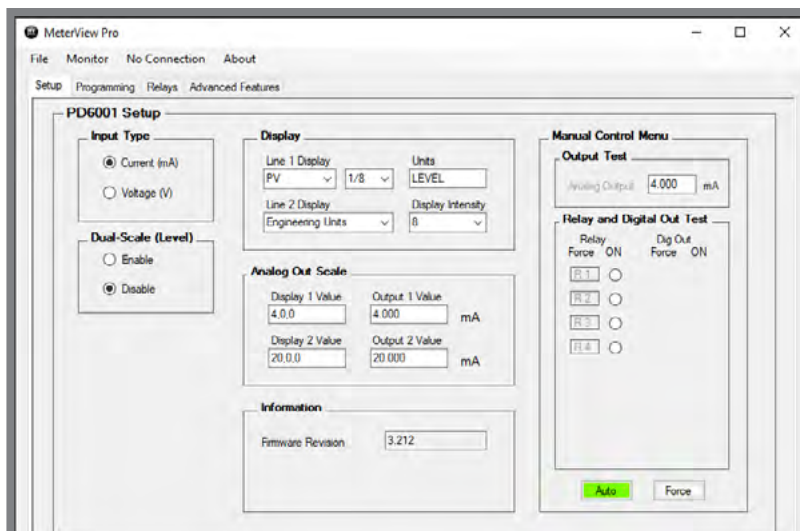 MeterView Pro
File Monitor No Connection About
Setup Programming Relays Advanced Features
PD6001 Setup
Input Type
Current (mA)
Voltage (V)
Dual-Scale (Level)
Enable
Disable
Display
Line 1 Display Units
PV 1/8 LEVEL
Line 2 Display Display Intensity
Engineering Units 8
Analog Out Scale
Display 1 Value Output 1 Value
4,0,0 4.000 mA
Display 2 Value Output 2 Value
20,0,0 20.000 mA
Information
Firmware Revision 3.212
Manual Control Menu
Output Test
Analog Output 4.000 mA
Relay and Digital Out Test
Relay Dig Out
Force ON Force ON
R 1
R 2
R 3
R 4
Auto Force